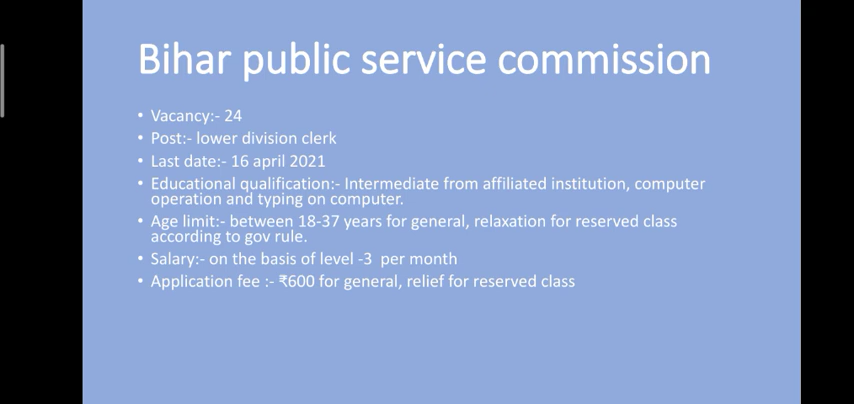 Bihar public service commission
• Vacancy:- 24
• Post:- lower division clerk
• Last date:- 16 april 2021
• Educational qualification:- Intermediate from affiliated institution, computer
operation and typing on computer.
• Age limit:- between 18-37 years for general, relaxation for reserved class
according to gov rule.
• Salary:- on the basis of level -3  per month
• Application fee :- ₹600 for general, relief for reserved class